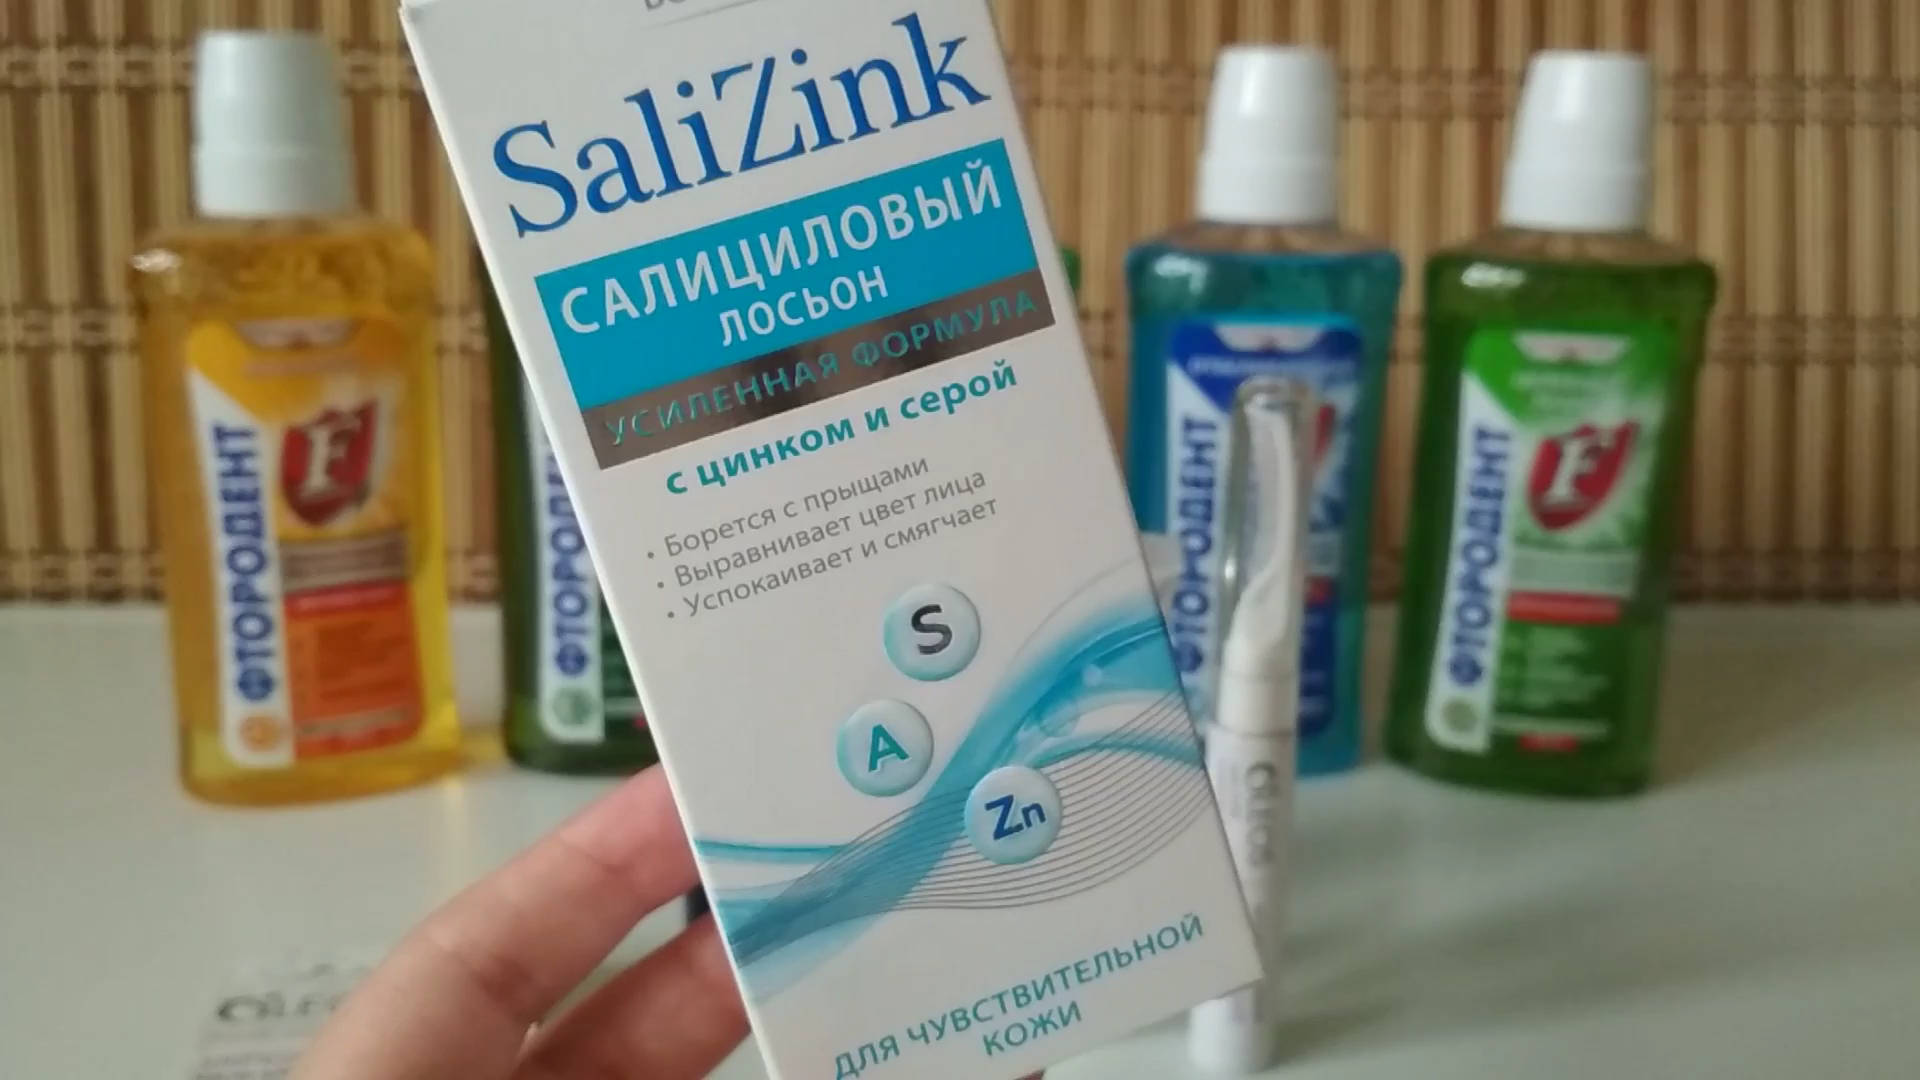 SaliZink
САЛИЦИЛОВЫЙ
ЛОСЬОН
УСИЛЕННАЯ ФОРМУЛА
с цинком и серой
• Борется с прыщами
• Выравнивает цвет лица
• Успокаивает и смягчает
S
A
Zn
ДЛЯ ЧУВСТВИТЕЛЬНОЙ
КОЖИ
ФТОРОДЕНТ
F
ФТОРОДЕ
ФТОРОДЕНТ
ФТОРОДЕНТ
F